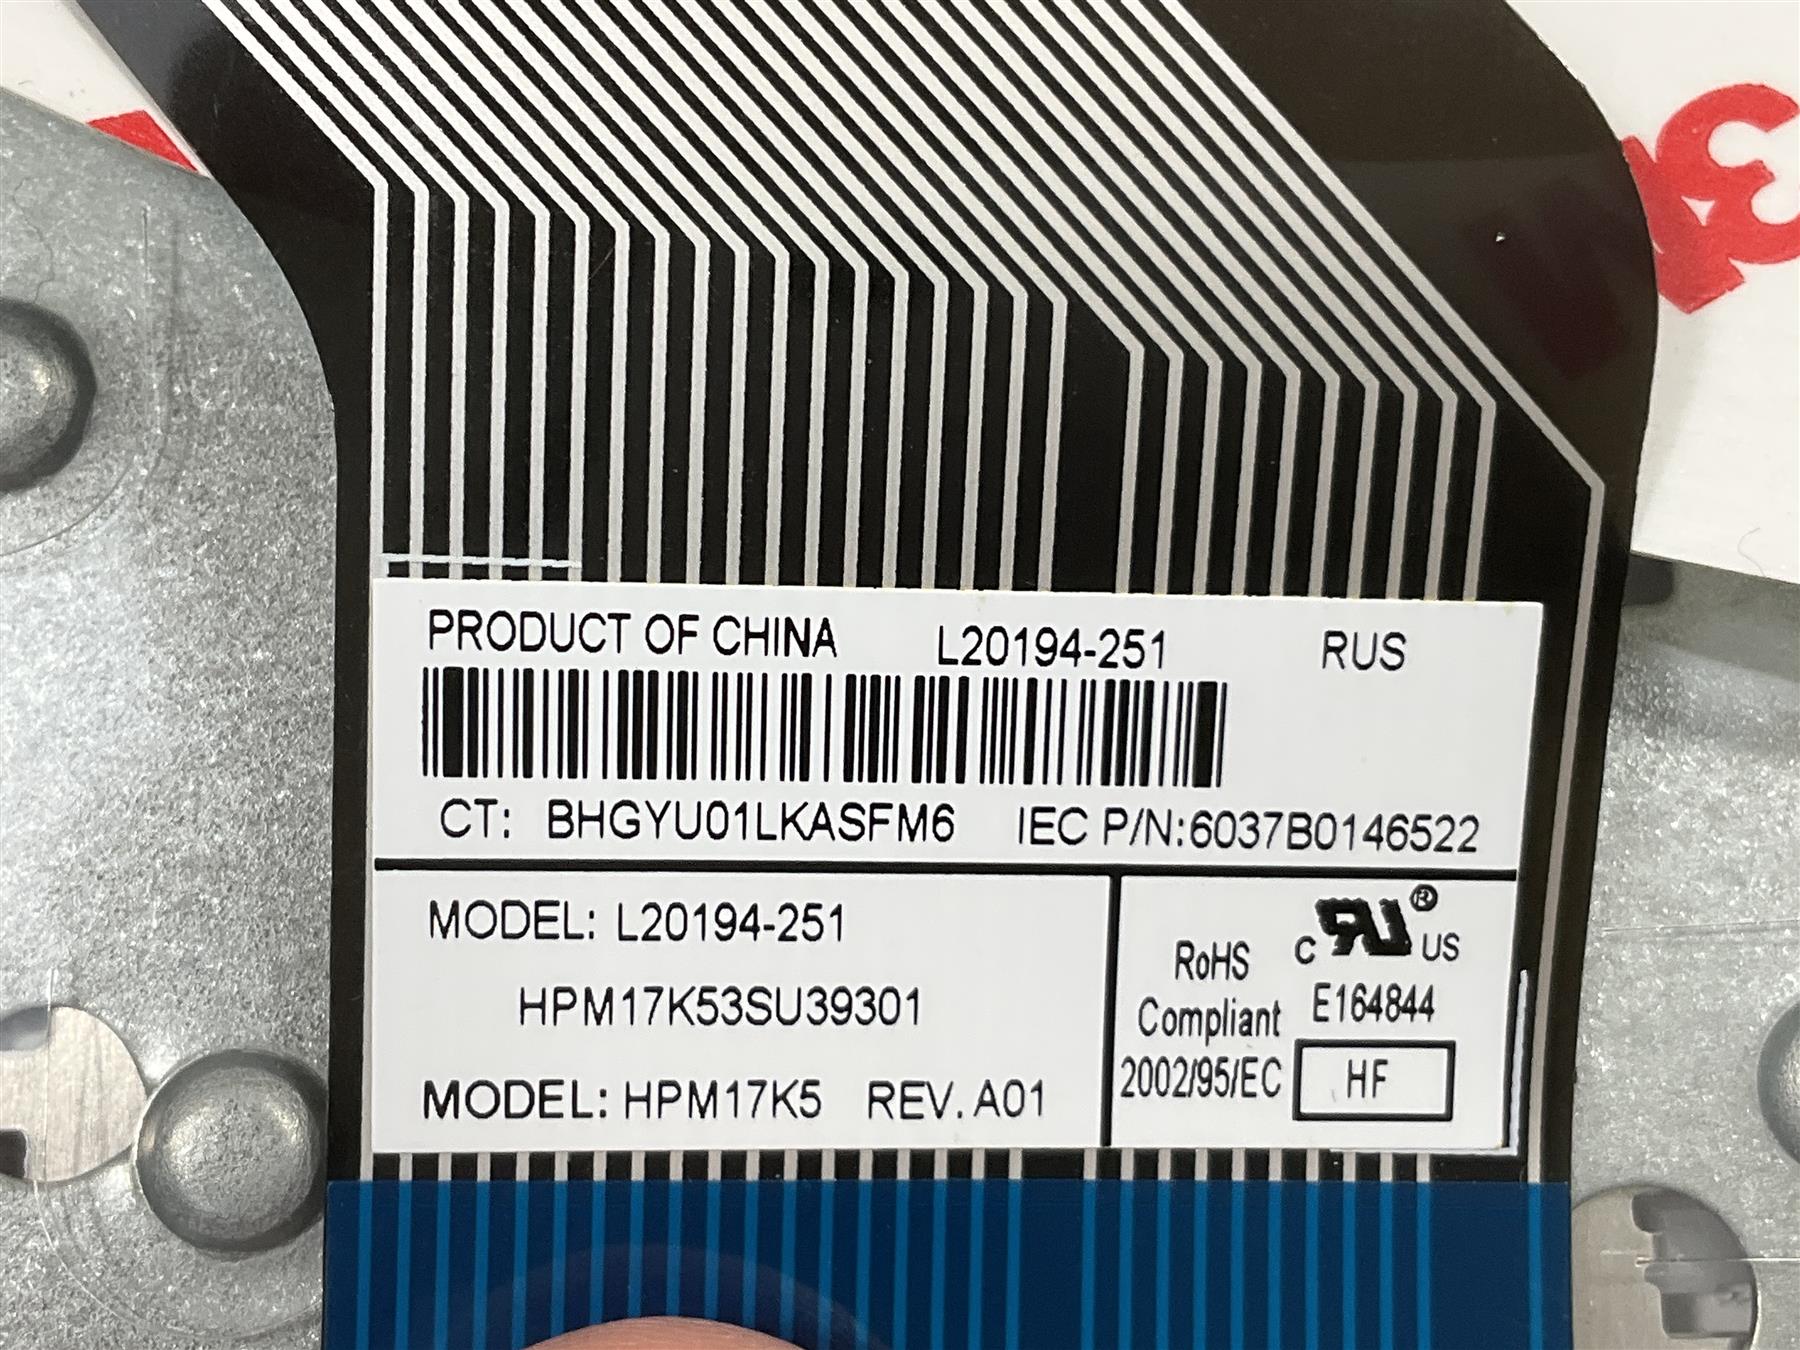 PRODUCT OF CHINA L20194-251 RUS
CT: BHGYU01LKASFM6 IEC P/N:6037B0146522
MODEL: L20194-251
HPM17K53SU39301
MODEL: HPM17K5 REV. A01
RoHS
Compliant
2002/95/EC
C RU® US
E164844
HF